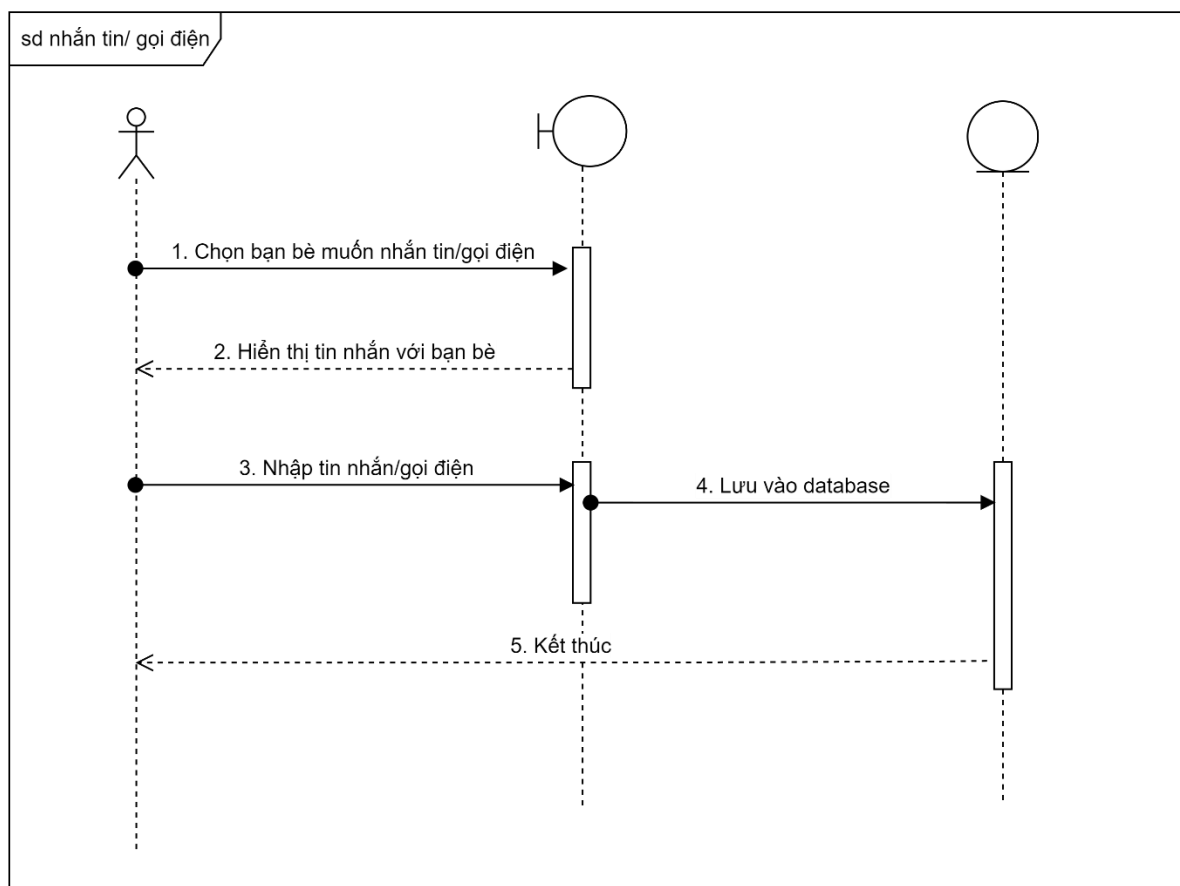 sd nhắn tin/ gọi điện
1. Chọn bạn bè muốn nhắn tin/gọi điện
2. Hiển thị tin nhắn với bạn bè
3. Nhập tin nhắn/gọi điện
4. Lưu vào database
5. Kết thúc